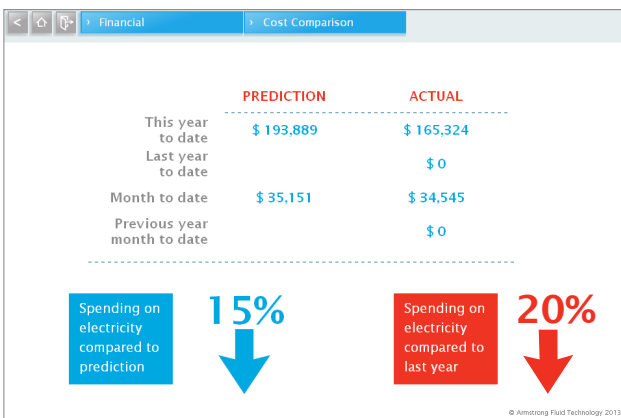 < › Financial › Cost Comparison
PREDICTION ACTUAL
This year
to date $ 193,889 $ 165,324
Last year
to date $ 0
Month to date $ 35,151 $ 34,545
Previous year
month to date $ 0
Spending on
electricity
compared to
prediction
15%
Spending on
electricity
compared to
last year
20%
© Armstrong Fluid Technology 2013